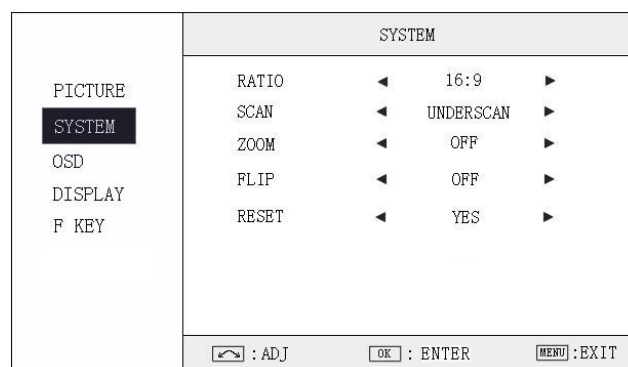 SYSTEM
PICTURE
SYSTEM
OSD
DISPLAY
F KEY
RATIO ◀ 16:9 ▶
SCAN ◀ UNDERSCAN ▶
ZOOM ◀ OFF ▶
FLIP ◀ OFF ▶
RESET ◀ YES ▶
: ADJ OK : ENTER MENU :EXIT